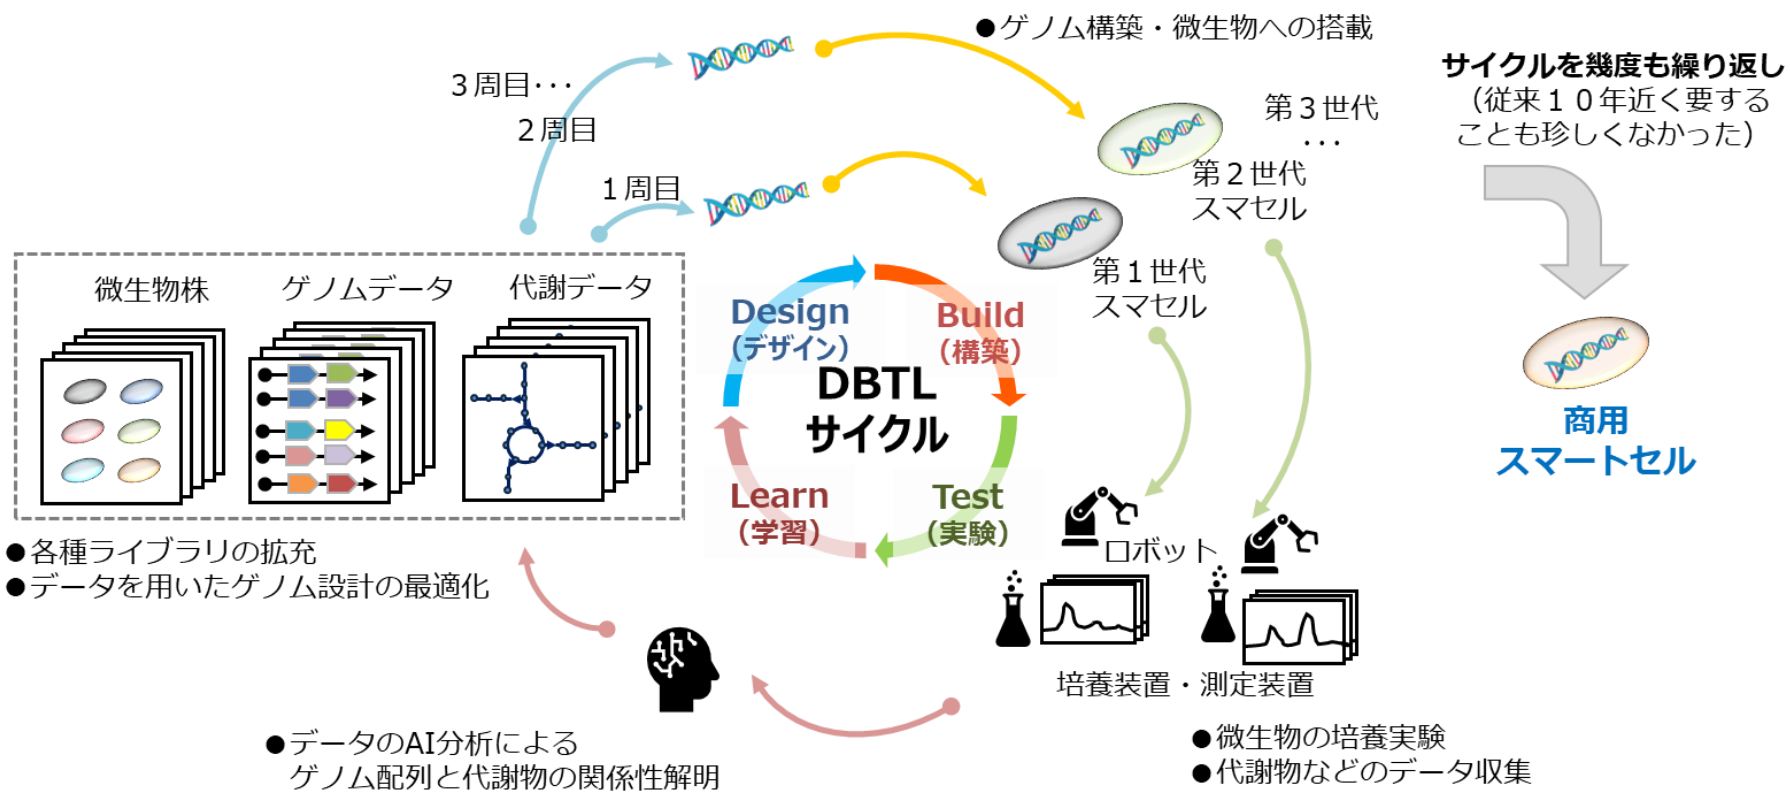 ●ゲノム構築・微生物への搭載
サイクルを幾度も繰り返し
（従来１０年近く要する
ことも珍しくなかった）
３周目･･･
２周目
１周目
第３世代
･･･
第２世代
スマセル
第１世代
スマセル
微生物株
ゲノムデータ
代謝データ
Design
（デザイン）
Build
（構築）
DBTL
サイクル
Learn
（学習）
Test
（実験）
商用
スマートセル
●各種ライブラリの拡充
●データを用いたゲノム設計の最適化
ロボット
培養装置・測定装置
●データのAI分析による
ゲノム配列と代謝物の関係性解明
●微生物の培養実験
●代謝物などのデータ収集